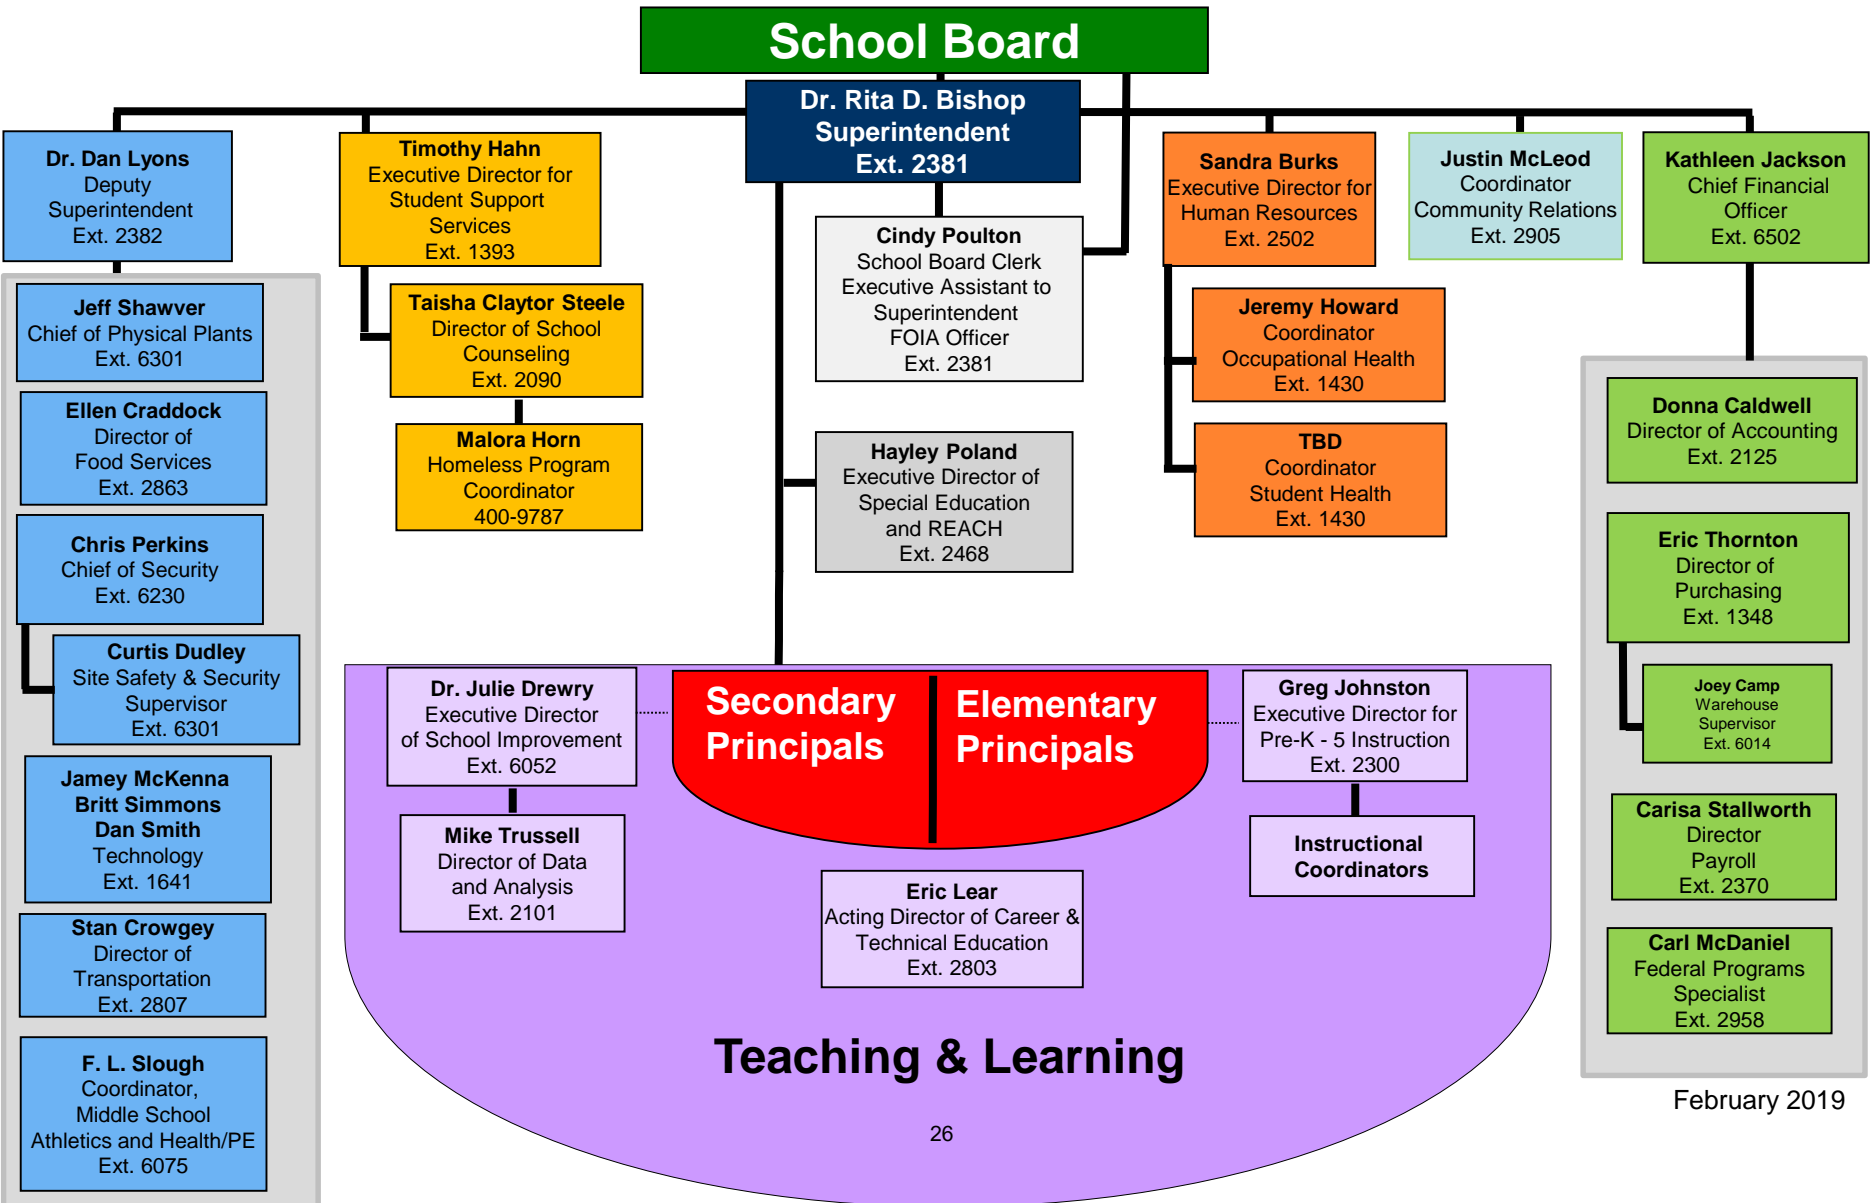 School Board
Dr. Rita D. Bishop
Superintendent
Ext. 2381
Dr. Dan Lyons
Deputy
Superintendent
Ext. 2382
Jeff Shawver
Chief of Physical Plants
Ext. 6301
Ellen Craddock
Director of
Food Services
Ext. 2863
Chris Perkins
Chief of Security
Ext. 6230
Curtis Dudley
Site Safety & Security
Supervisor
Ext. 6301
Jamey McKenna
Britt Simmons
Dan Smith
Technology
Ext. 1641
Stan Crowgey
Director of
Transportation
Ext. 2807
F. L. Slough
Coordinator,
Middle School
Athletics and Health/PE
Ext. 6075
Timothy Hahn
Executive Director for
Student Support
Services
Ext. 1393
Taisha Claytor Steele
Director of School
Counseling
Ext. 2090
Malora Horn
Homeless Program
Coordinator
400-9787
Cindy Poulton
School Board Clerk
Executive Assistant to
Superintendent
FOIA Officer
Ext. 2381
Hayley Poland
Executive Director of
Special Education
and REACH
Ext. 2468
Sandra Burks
Executive Director for
Human Resources
Ext. 2502
Jeremy Howard
Coordinator
Occupational Health
Ext. 1430
TBD
Coordinator
Student Health
Ext. 1430
Justin McLeod
Coordinator
Community Relations
Ext. 2905
Kathleen Jackson
Chief Financial
Officer
Ext. 6502
Donna Caldwell
Director of Accounting
Ext. 2125
Eric Thornton
Director of
Purchasing
Ext. 1348
Joey Camp
Warehouse
Supervisor
Ext. 6014
Carisa Stallworth
Director
Payroll
Ext. 2370
Carl McDaniel
Federal Programs
Specialist
Ext. 2958
Dr. Julie Drewry
Executive Director
of School Improvement
Ext. 6052
Mike Trussell
Director of Data
and Analysis
Ext. 2101
Secondary
Principals
Elementary
Principals
Greg Johnston
Executive Director for
Pre-K - 5 Instruction
Ext. 2300
Instructional
Coordinators
Eric Lear
Acting Director of Career &
Technical Education
Ext. 2803
Teaching & Learning
February 2019
26